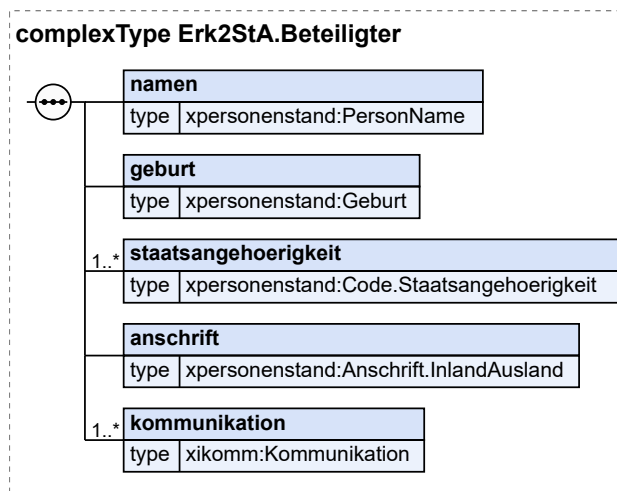 complexType Erk2StA.Beteiligter
namen
type xpersonenstand:PersonName
geburt
type xpersonenstand:Geburt
1..* staatsangehoerigkeit
type xpersonenstand:Code.Staatsangehoerigkeit
anschrift
type xpersonenstand:Anschrift.InlandAusland
1..* kommunikation
type xikomm:Kommunikation